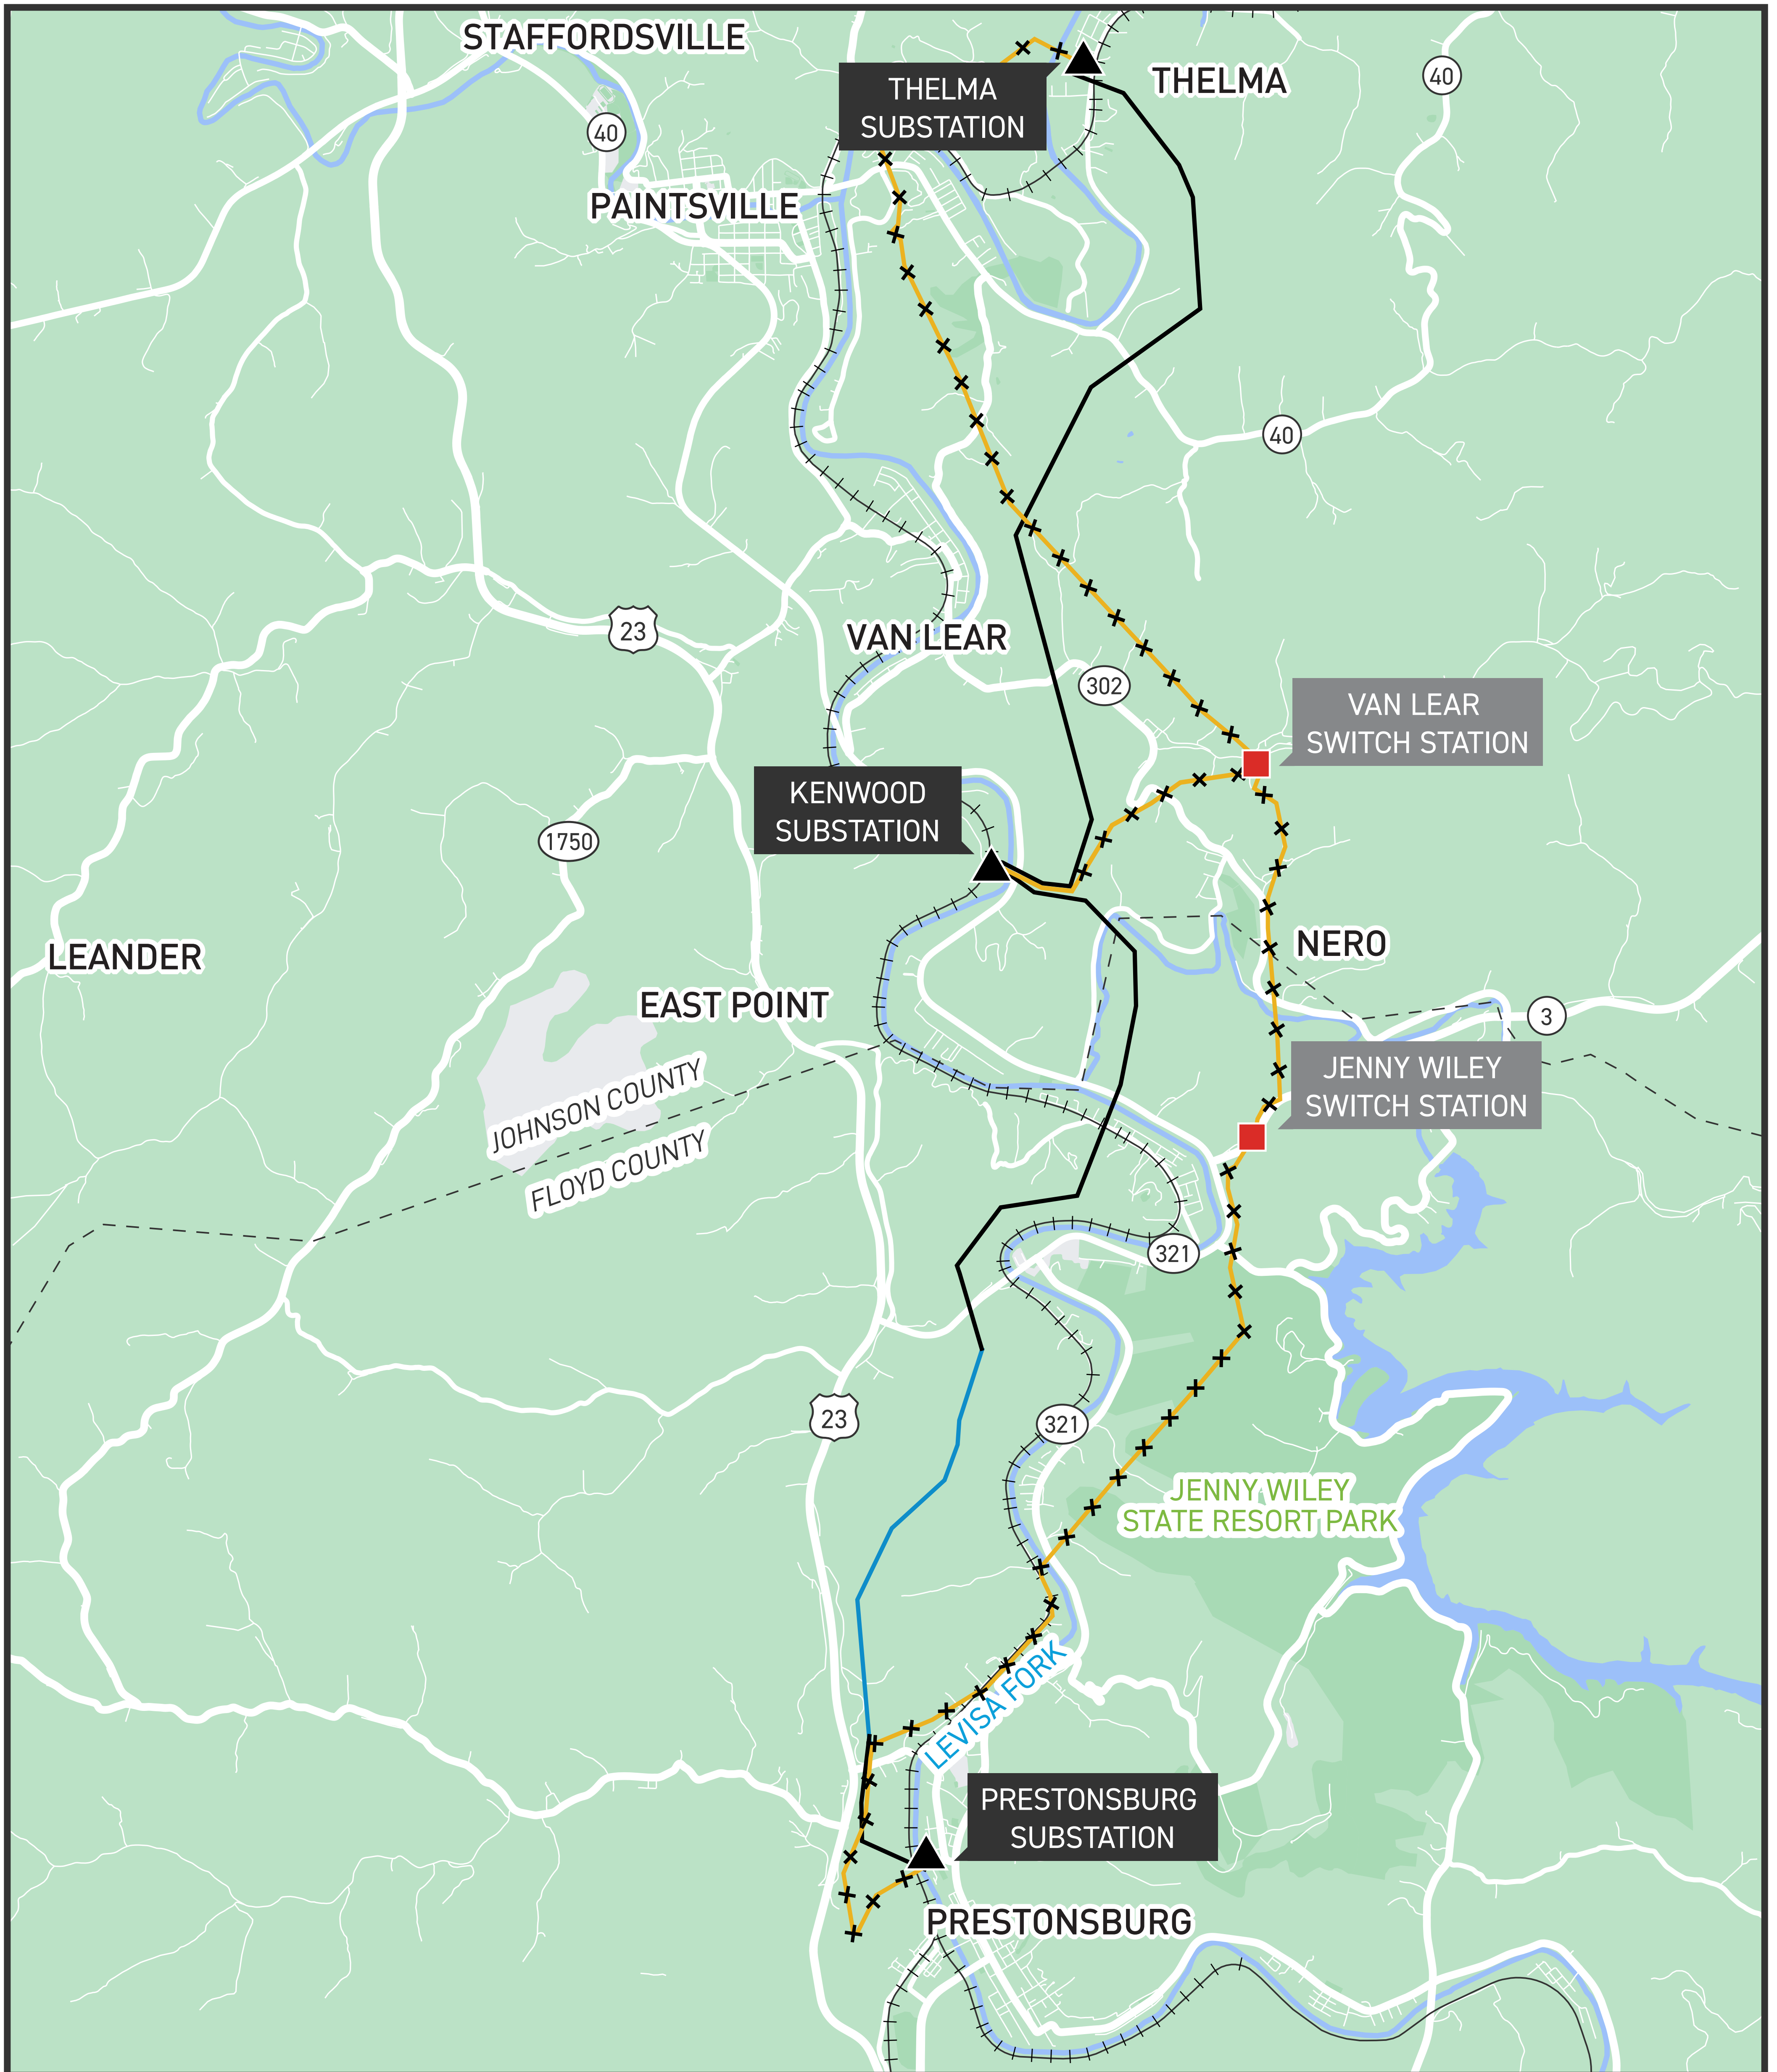 STAFFORDSVILLE
THELMA
40
THELMA
SUBSTATION
40
PAINTSVILLE
40
23
VAN LEAR
302
VAN LEAR
SWITCH STATION
KENWOOD
SUBSTATION
1750
LEANDER
NERO
EAST POINT
3
JOHNSON COUNTY
FLOYD COUNTY
JENNY WILEY
SWITCH STATION
321
23
321
JENNY WILEY
STATE RESORT PARK
LEVISA FORK
PRESTONSBURG
SUBSTATION
PRESTONSBURG